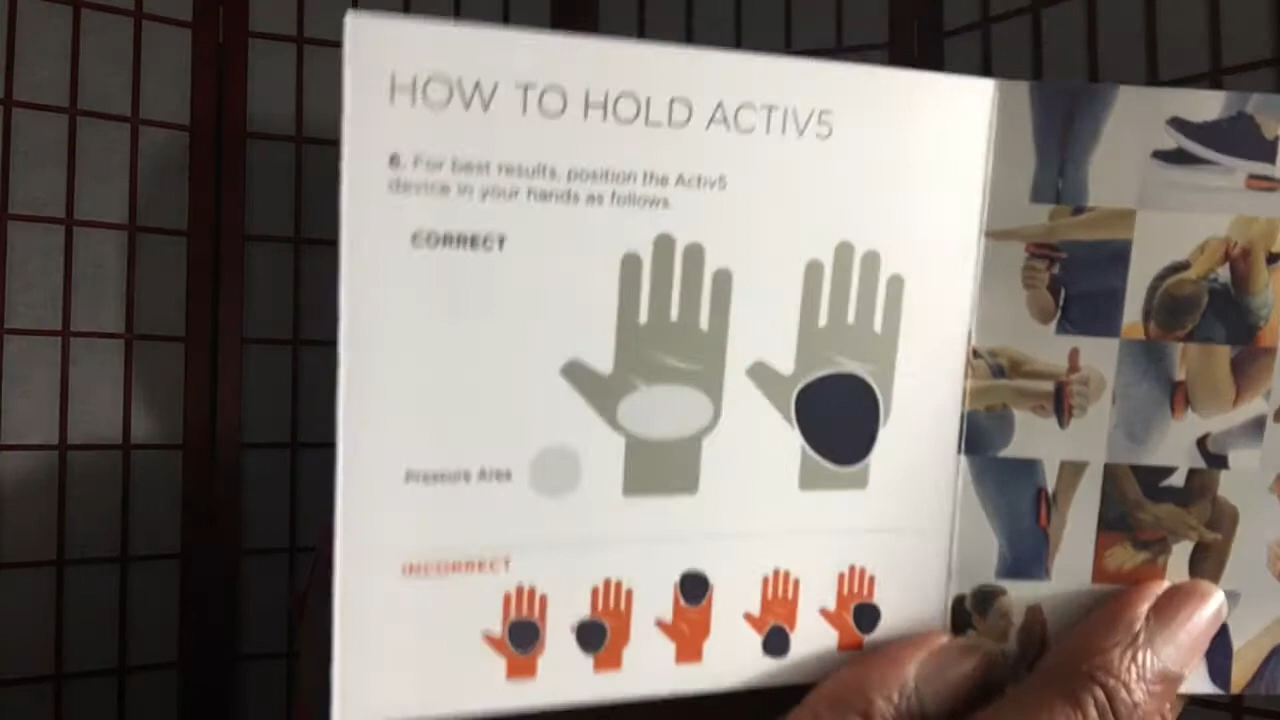 HOW TO HOLD ACTIV5
6. For best results, position the Activ5
device in your hands as follows.
CORRECT
Pressure Area
INCORRECT